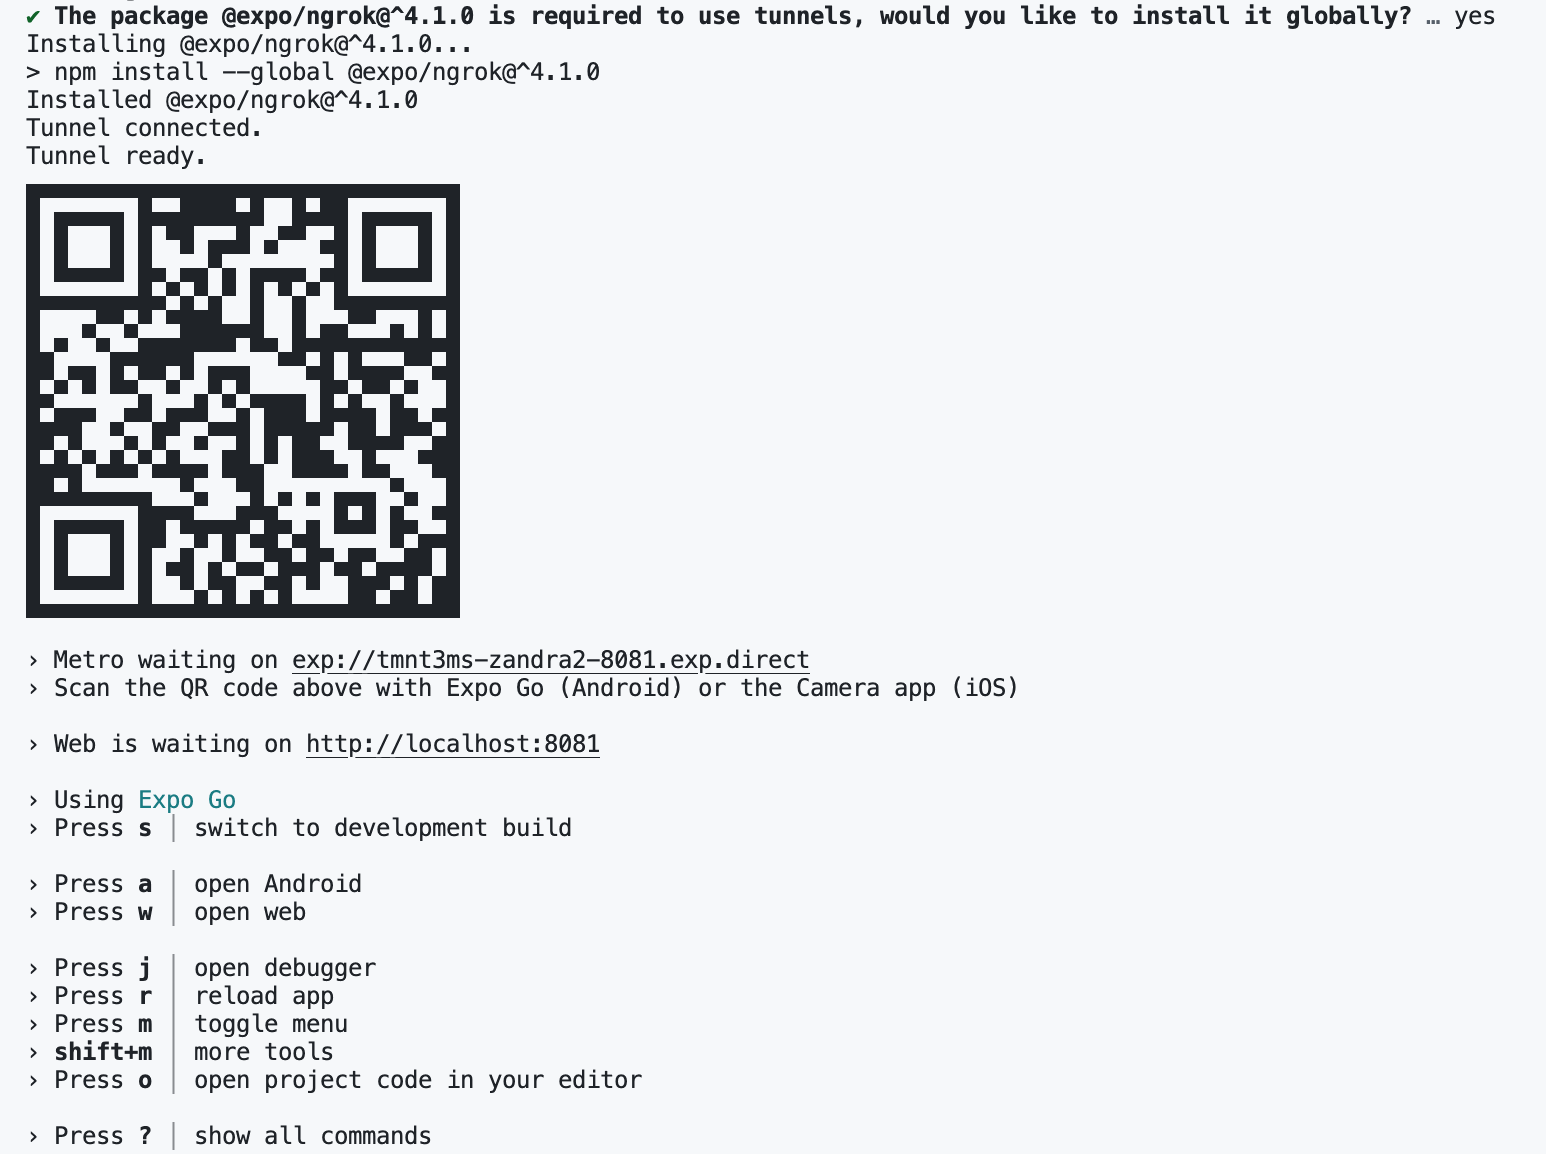 ✔ The package @expo/ngrok@^4.1.0 is required to use tunnels, would you like to install it globally? … yes
Installing @expo/ngrok@^4.1.0...
> npm install --global @expo/ngrok@^4.1.0
Installed @expo/ngrok@^4.1.0
Tunnel connected.
Tunnel ready.
› Metro waiting on exp://tmnt3ms-zandra2-8081.exp.direct
› Scan the QR code above with Expo Go (Android) or the Camera app (iOS)
› Web is waiting on http://localhost:8081
› Using Expo Go
› Press s │ switch to development build
› Press a │ open Android
› Press w │ open web
› Press j │ open debugger
› Press r │ reload app
› Press m │ toggle menu
› shift+m │ more tools
› Press o │ open project code in your editor
› Press ? │ show all commands